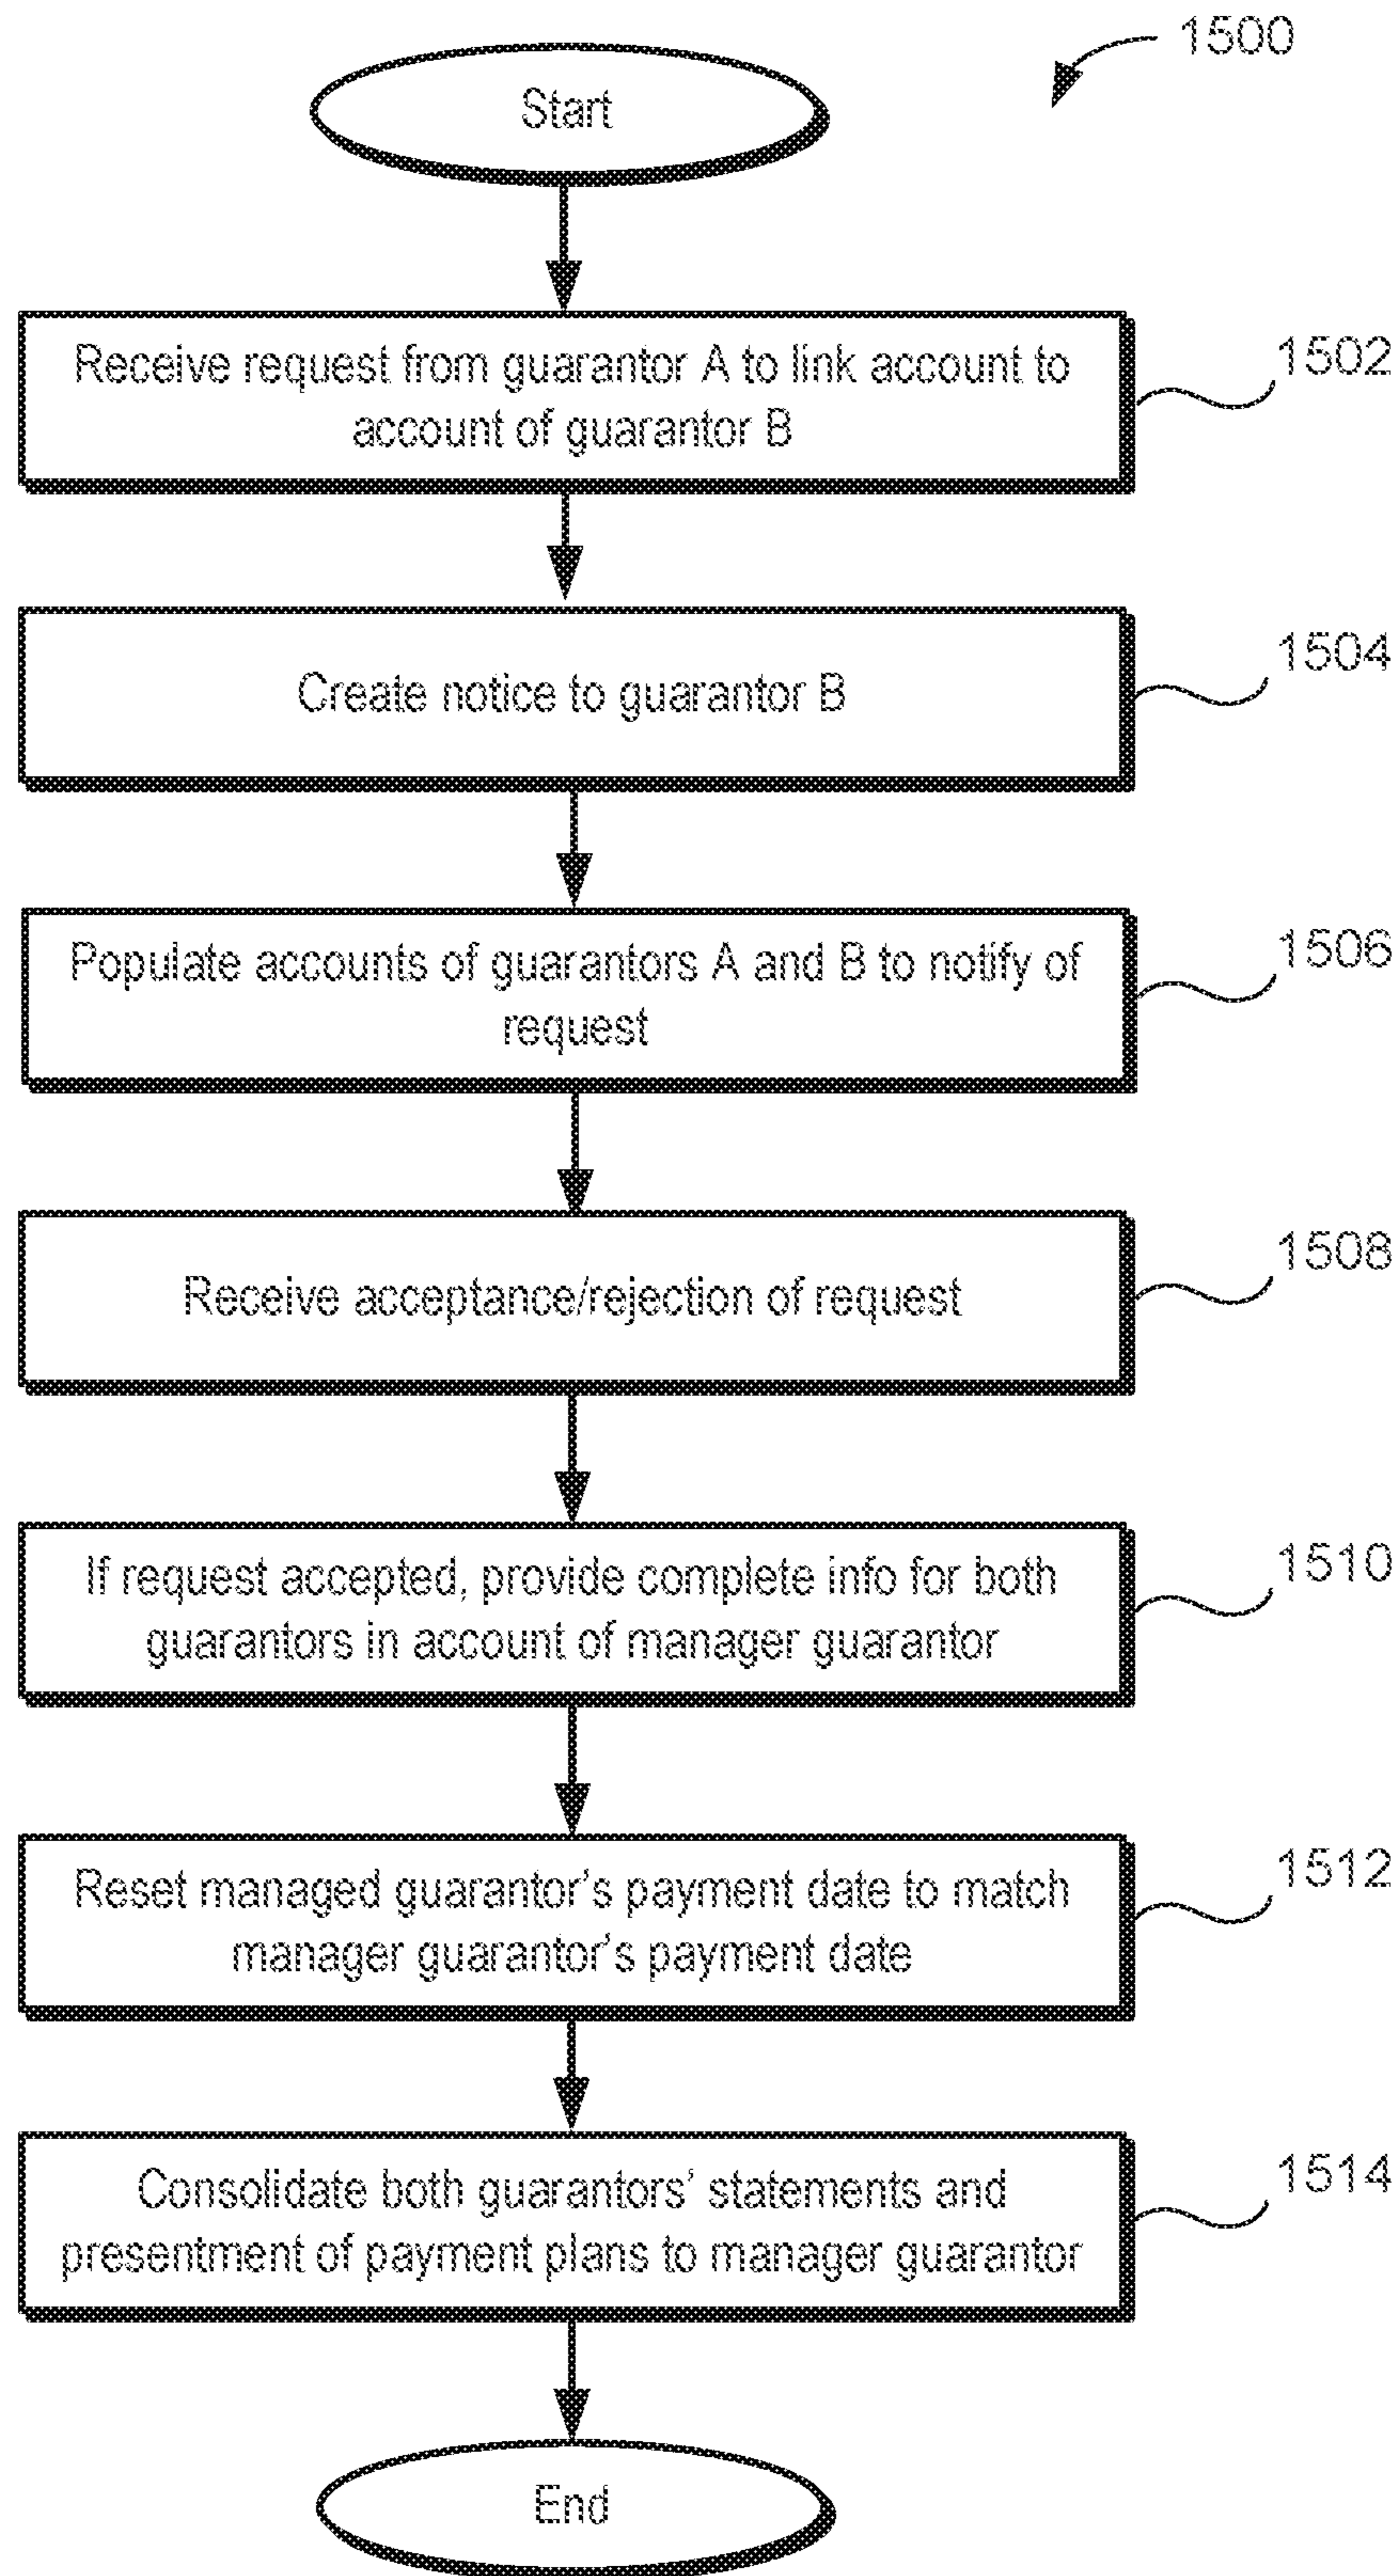 1500
Start
Receive request from guarantor A to link account to
account of guarantor B
1502
Create notice to guarantor B
1504
Populate accounts of guarantors A and B to notify of
request
1506
Receive acceptance/rejection of request
1508
If request accepted, provide complete info for both
guarantors in account of manager guarantor
1510
Reset managed guarantor's payment date to match
manager guarantor's payment date
1512
Consolidate both guarantors' statements and
presentment of payment plans to manager guarantor
1514
End